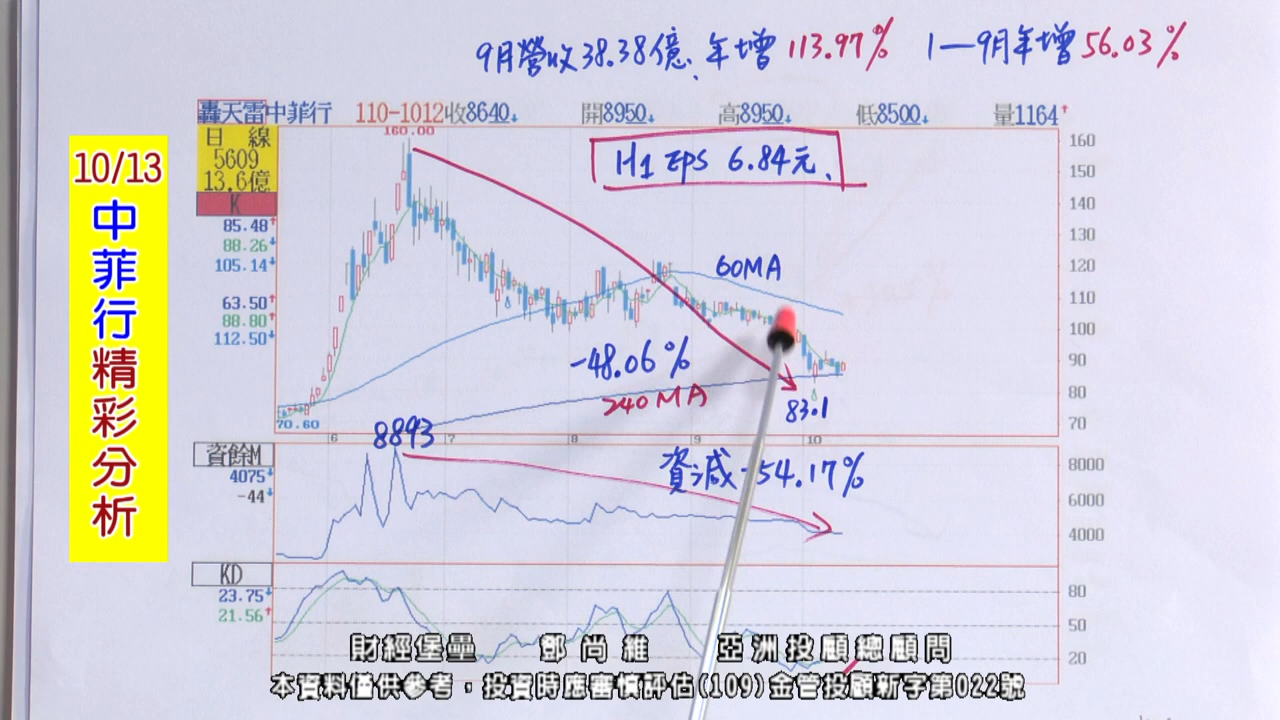 9月營收38.38億、年增 113.97% 1—9月年增56.03%
轟天雷中菲行 110-1012收8640↓ 開8950↓ 高8950↓ 低8500↓ 量1164↑
日 線
5609
13.6億
K
85.48↑
88.26↓
105.14↓
63.50↑
88.80↑
112.50↓
160.00
H1 EPS 6.84元、
60MA
-48.06%
240MA
83.1
70.60
160
150
140
130
120
110
100
90
80
70
6 7 8 9 10
8893
資餘M
4075↓
-44↓
資減-54.17%
8000
6000
4000
KD
23.75↓
21.56↑
80
50
20
10/13
中菲行精彩分析
財經堡壘 鄧尚維 亞洲投顧總顧問
本資料僅供參考,投資時應審慎評估(109)金管投顧新字第022號